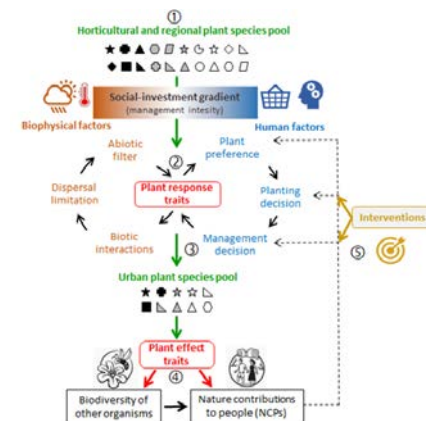 ①
Horticultural and regional plant species pool
Social-investment gradient
(management intesity)
Biophysical factors
Human factors
Abiotic
filter
②
Plant
preference
Dispersal
limitation
Plant response
traits
Planting
decision
Interventions
Biotic
interactions
③
Management
decision
⑤
Urban plant species pool
Plant effect
traits
④
Biodiversity of
other organisms
Nature contributions
to people (NCPs)